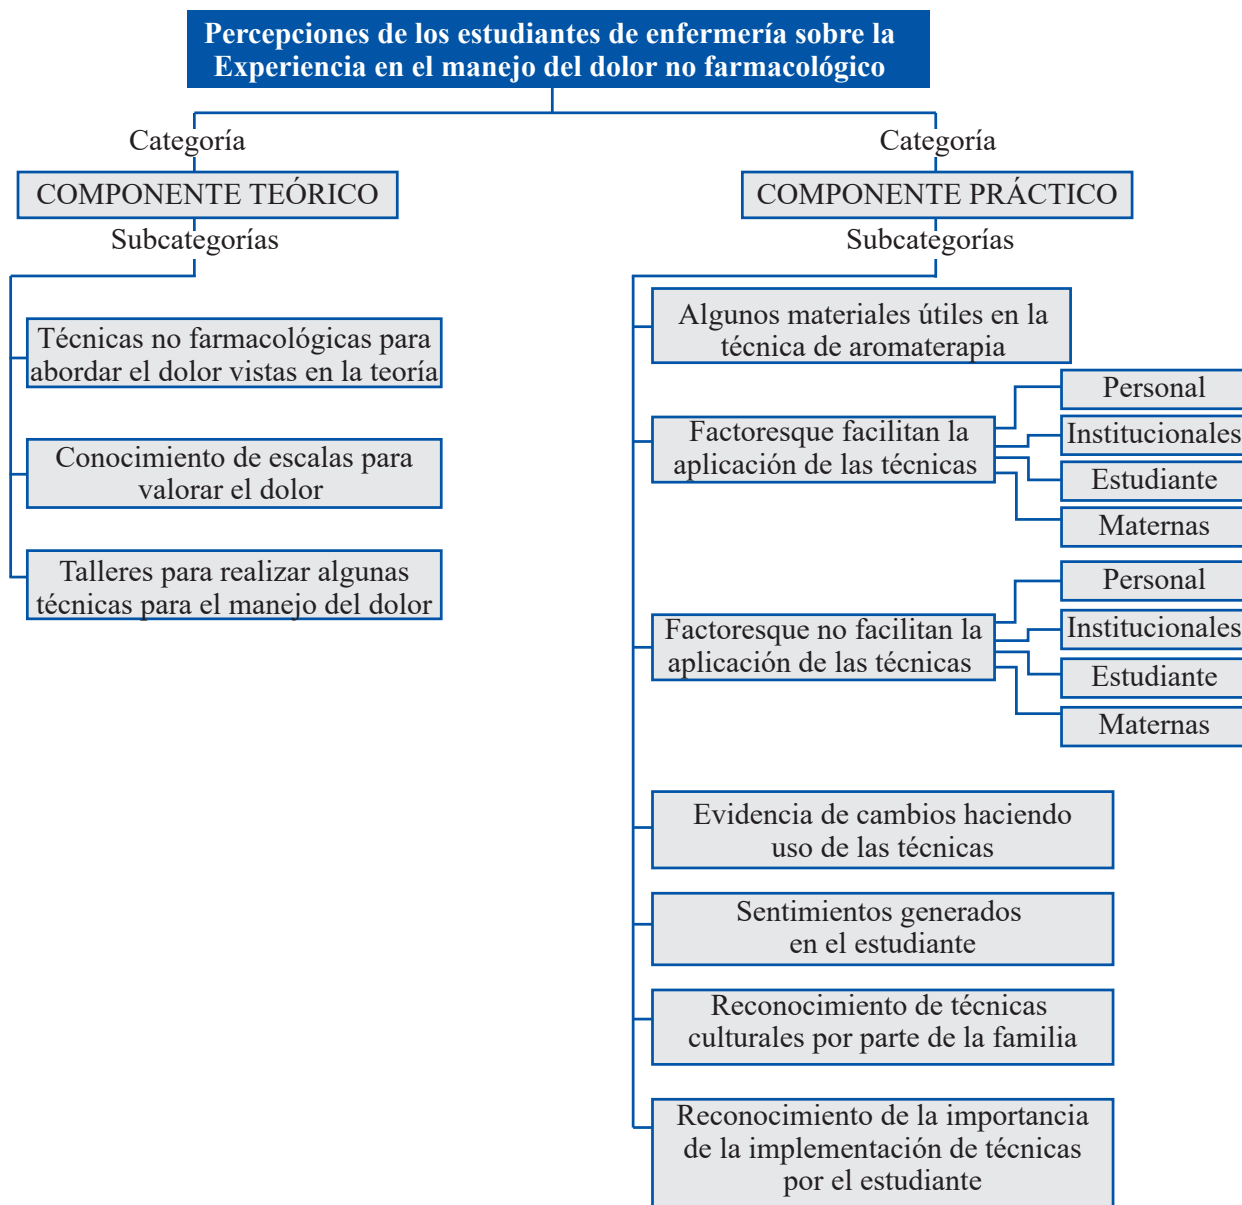 Percepciones de los estudiantes de enfermería sobre la
Experiencia en el manejo del dolor no farmacológico
Categoría
COMPONENTE TEÓRICO
Subcategorías
Técnicas no farmacológicas para
abordar el dolor vistas en la teoría
Conocimiento de escalas para
valorar el dolor
Talleres para realizar algunas
técnicas para el manejo del dolor
Categoría
COMPONENTE PRÁCTICO
Subcategorías
Algunos materiales útiles en la
técnica de aromaterapia
Factoresque facilitan la
aplicación de las técnicas
Personal
Institucionales
Estudiante
Maternas
Factoresque no facilitan la
aplicación de las técnicas
Personal
Institucionales
Estudiante
Maternas
Evidencia de cambios haciendo
uso de las técnicas
Sentimientos generados
en el estudiante
Reconocimiento de técnicas
culturales por parte de la familia
Reconocimiento de la importancia
de la implementación de técnicas
por el estudiante